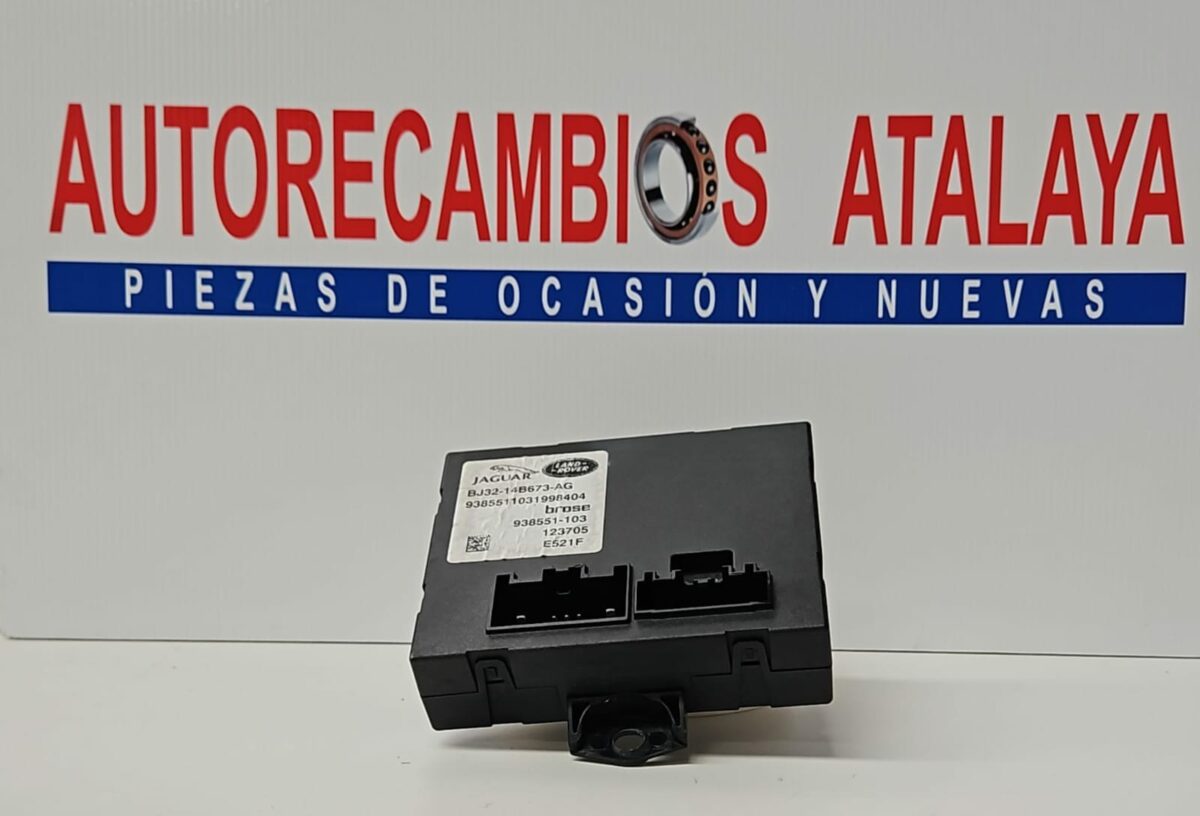 AUTORECAMBIOS ATALAYA
PIEZAS DE OCASIÓN Y NUEVAS
JAGUAR LAND-ROVER
BJ32-14B673-AG
9385511031998404
brose
938551-103
123705
E521F